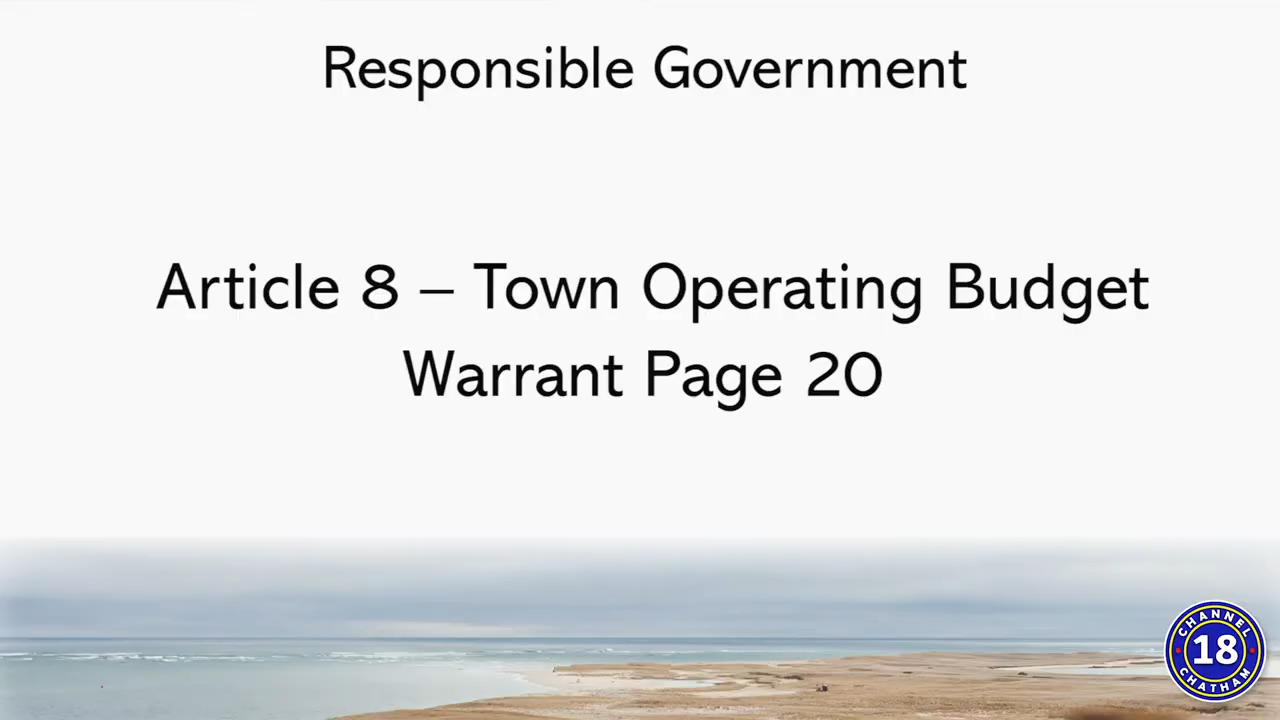 Responsible Government
Article 8 – Town Operating Budget
Warrant Page 20
CHANNEL
18
CHATHAM